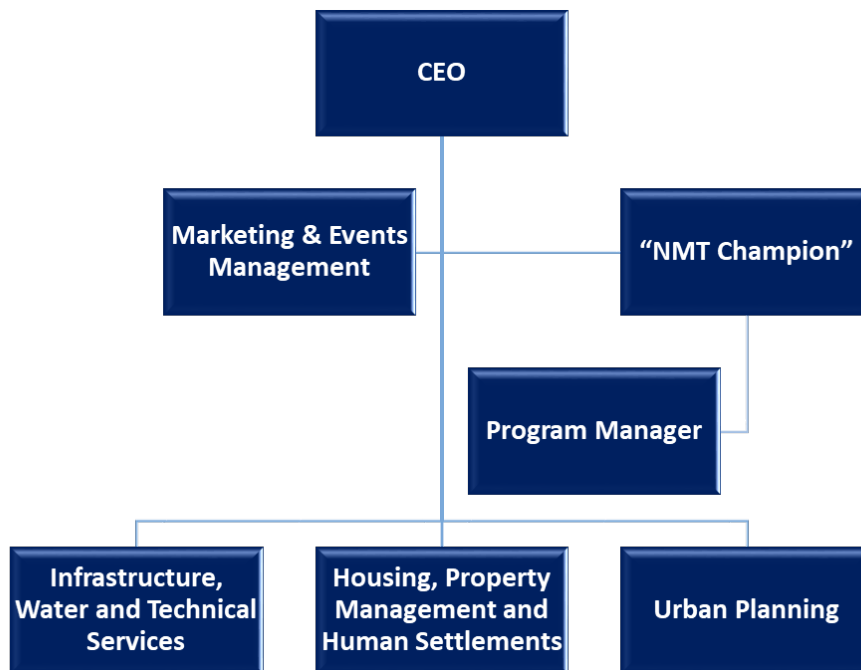 CEO
Marketing & Events
Management
“NMT Champion”
Program Manager
Infrastructure,
Water and Technical
Services
Housing, Property
Management and
Human Settlements
Urban Planning